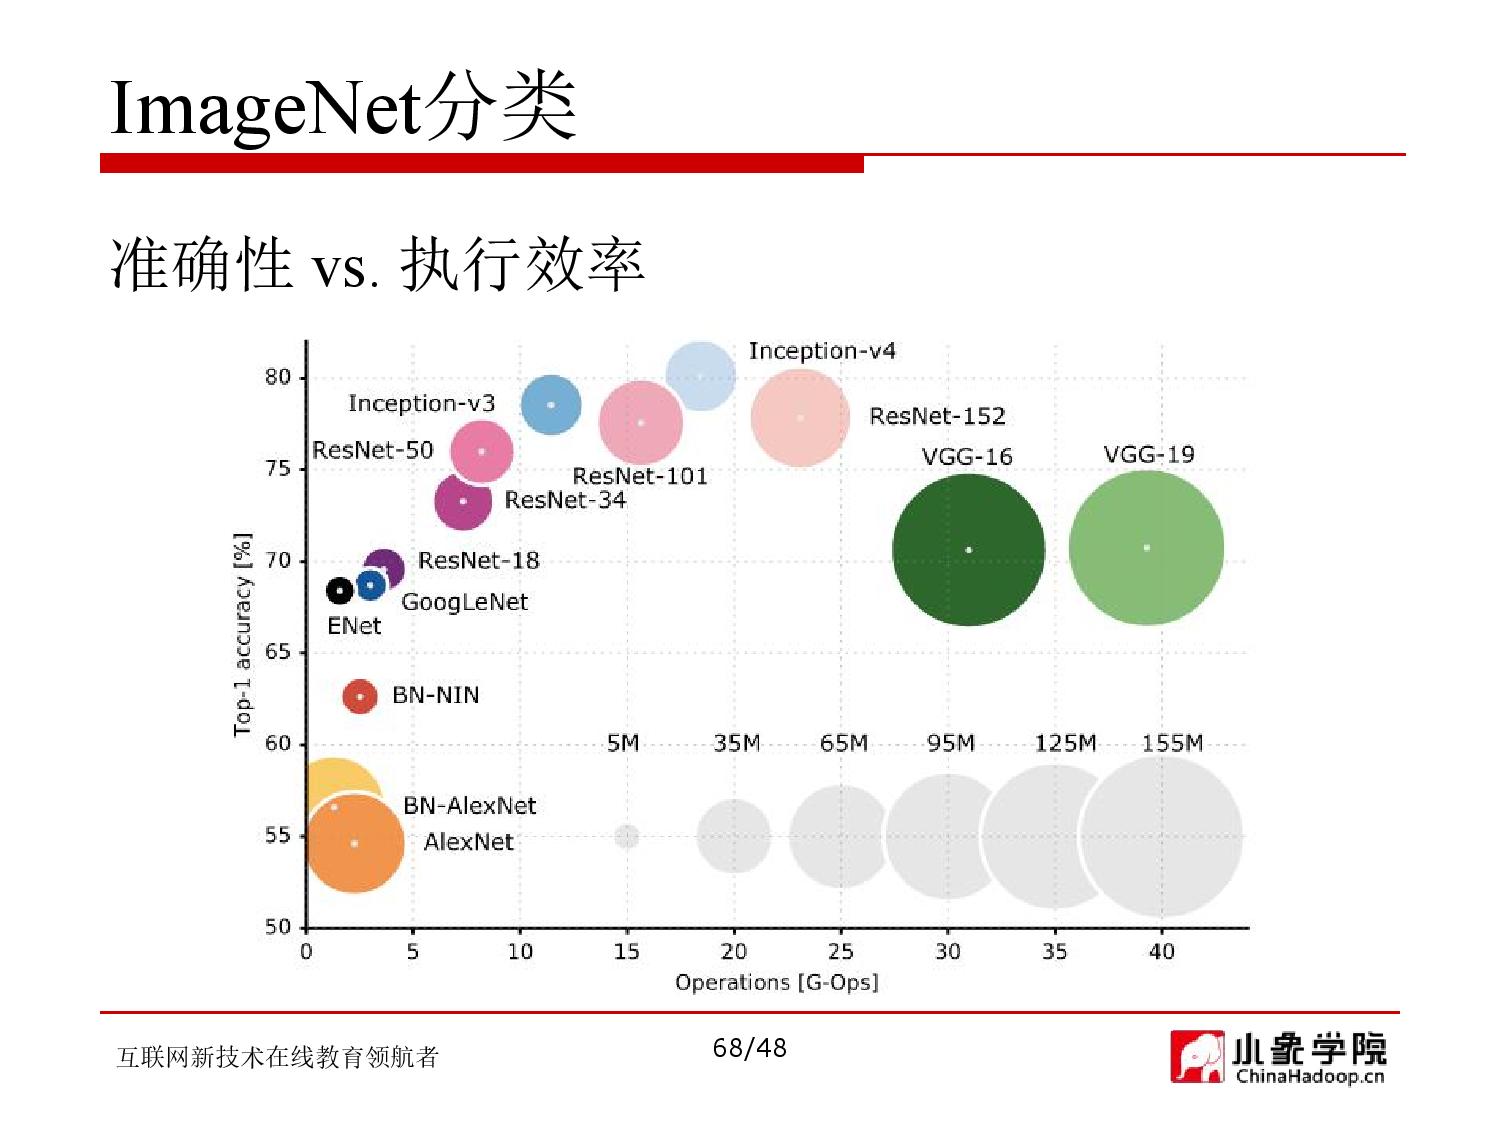 ImageNet分类
准确性 vs. 执行效率
Inception-v4
80
Inception-v3
ResNet-152
ResNet-50
VGG-16
VGG-19
75
ResNet-101
ResNet-34
Top-1 accuracy [%]
70
ResNet-18
GoogLeNet
ENet
65
BN-NIN
60
5M 35M 65M 95M 125M 155M
BN-AlexNet
55
AlexNet
50
0 5 10 15 20 25 30 35 40
Operations [G-Ops]
互联网新技术在线教育领航者
68/48
小象学院
ChinaHadoop.cn